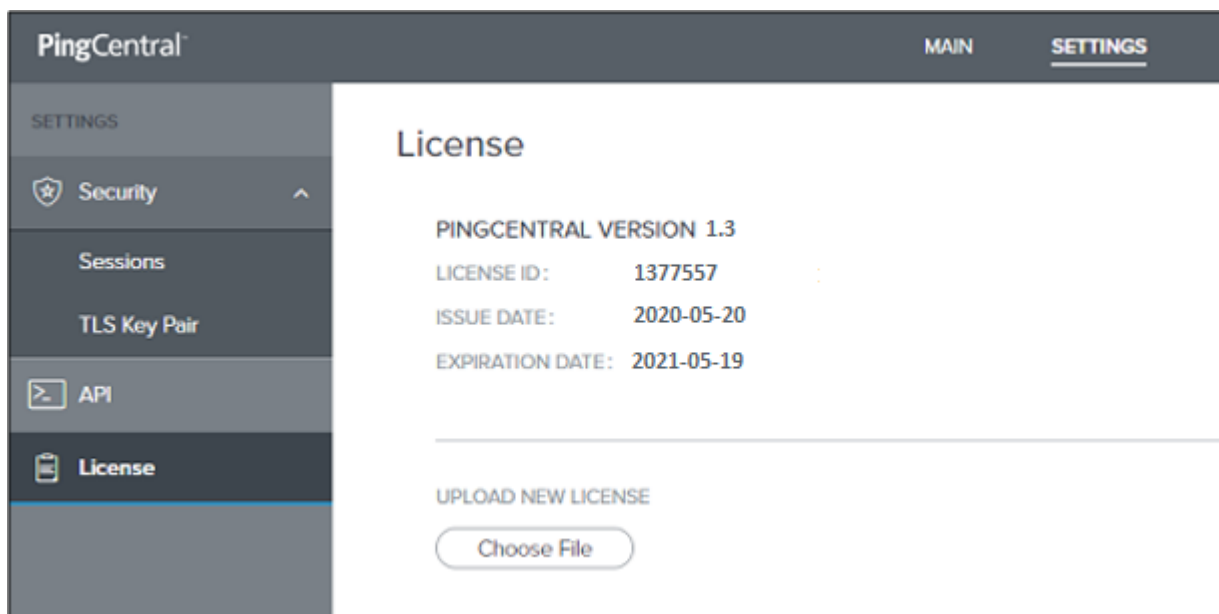 PingCentral
MAIN SETTINGS
SETTINGS
Security
Sessions
TLS Key Pair
API
License
License
PINGCENTRAL VERSION 1.3
LICENSE ID: 1377557
ISSUE DATE: 2020-05-20
EXPIRATION DATE: 2021-05-19
UPLOAD NEW LICENSE
Choose File